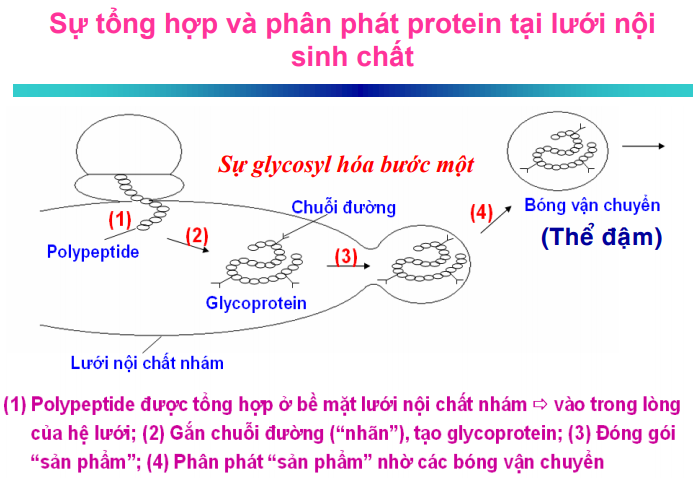 Sự tổng hợp và phân phát protein tại lưới nội
sinh chất
Sự glycosyl hóa bước một
(1)
Polypeptide
(2)
Chuỗi đường
Glycoprotein
(3)
(4)
Bóng vận chuyển
(Thể đậm)
Lưới nội chất nhám
(1) Polypeptide được tổng hợp ở bề mặt lưới nội chất nhám ⇨ vào trong lòng
của hệ lưới; (2) Gắn chuỗi đường (“nhãn”), tạo glycoprotein; (3) Đóng gói
“sản phẩm”; (4) Phân phát “sản phẩm” nhờ các bóng vận chuyển